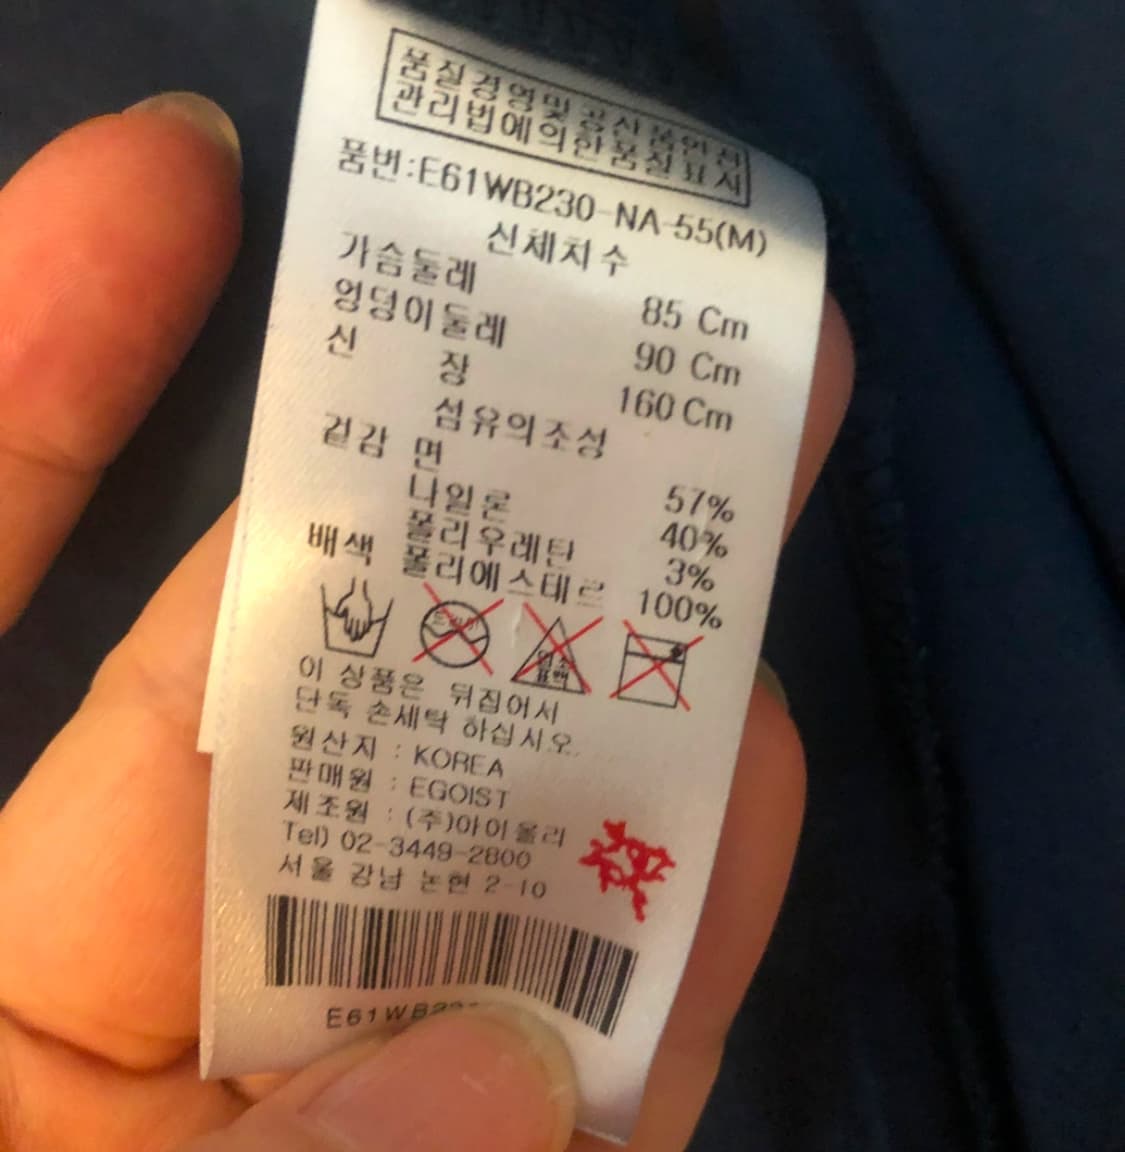 품질경영및공산품안전
관리법에의한품질표시
품번:E61WB230-NA-55(M)
신체치수
가슴둘레 85 Cm
엉덩이둘레 90 Cm
신 장 160 Cm
섬유의조성
겉감 면 57%
나일론 40%
폴리우레탄 3%
배색 폴리에스테르 100%
염소
표백
이 상품은 뒤집어서
단독 손세탁 하십시오.
원산지 : KOREA
판매원 : EGOIST
제조원 : (주)아이올리
Tel) 02-3449-2800
서울 강남 논현 2-10